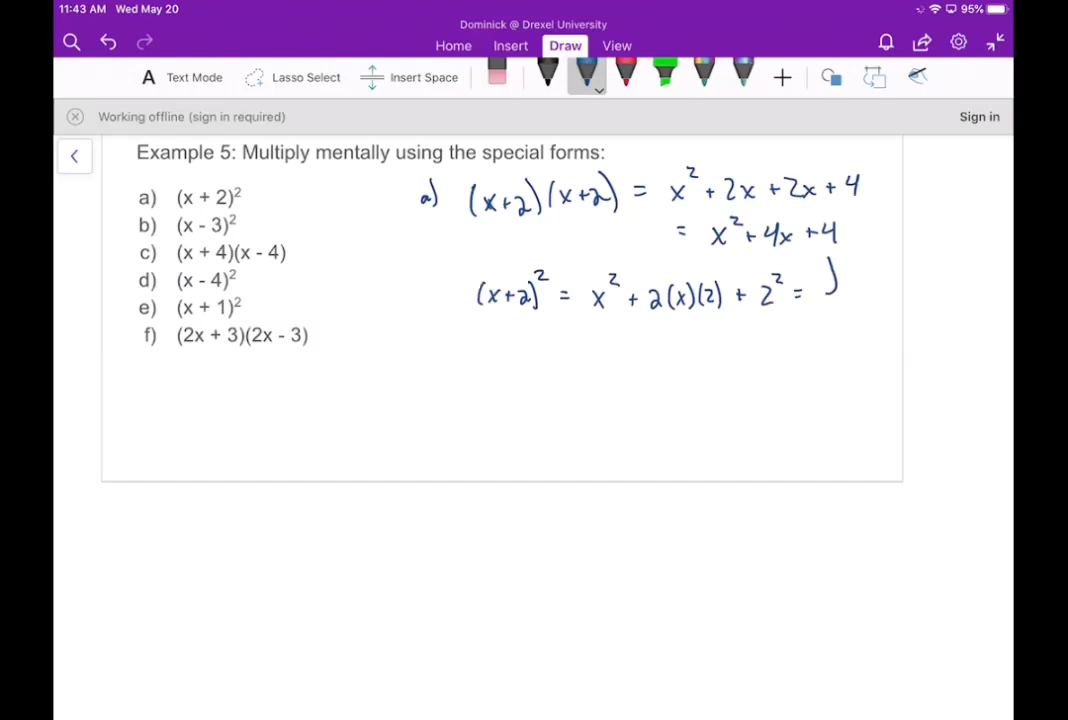 11:43 AM Wed May 20
95%
Dominick @ Drexel University
Home Insert Draw View
A Text Mode Lasso Select Insert Space
Working offline (sign in required) Sign in
Example 5: Multiply mentally using the special forms:
a) (x + 2)²
b) (x - 3)²
c) (x + 4)(x - 4)
d) (x - 4)²
e) (x + 1)²
f) (2x + 3)(2x - 3)
a) (x+2)(x+2) = x² + 2x + 2x + 4
= x² + 4x + 4
(x+2)² = x² + 2(x)(2) + 2² =